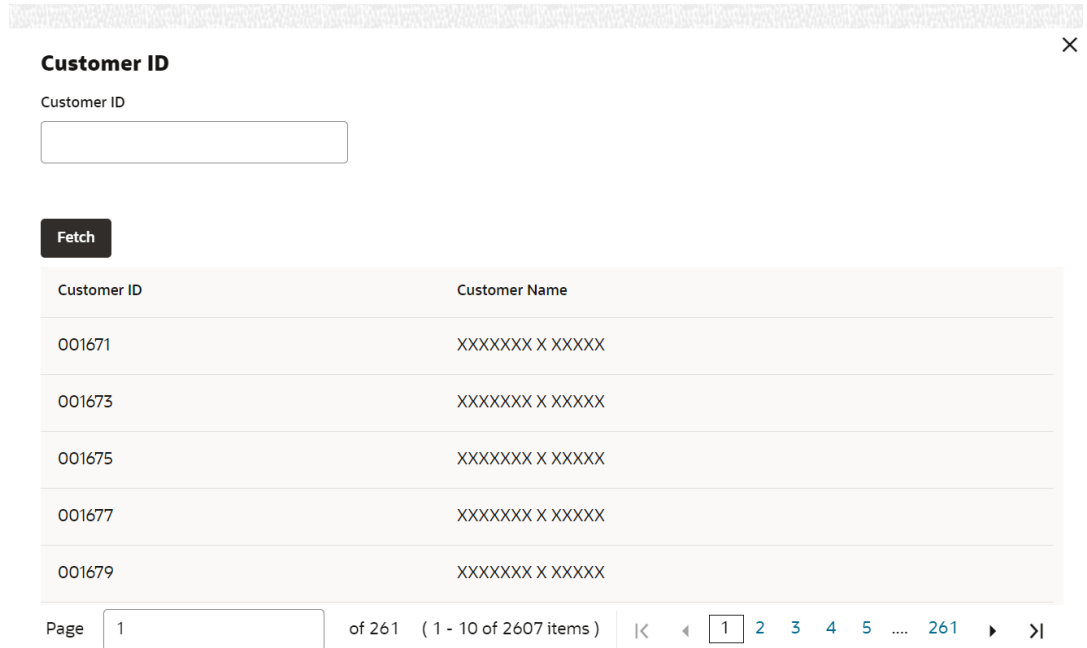 Customer ID
Customer ID
Fetch
Customer ID Customer Name
001671 XXXXXXX X XXXXX
001673 XXXXXXX X XXXXX
001675 XXXXXXX X XXXXX
001677 XXXXXXX X XXXXX
001679 XXXXXXX X XXXXX
Page 1 of 261 ( 1 - 10 of 2607 items ) 1 2 3 4 5 .... 261